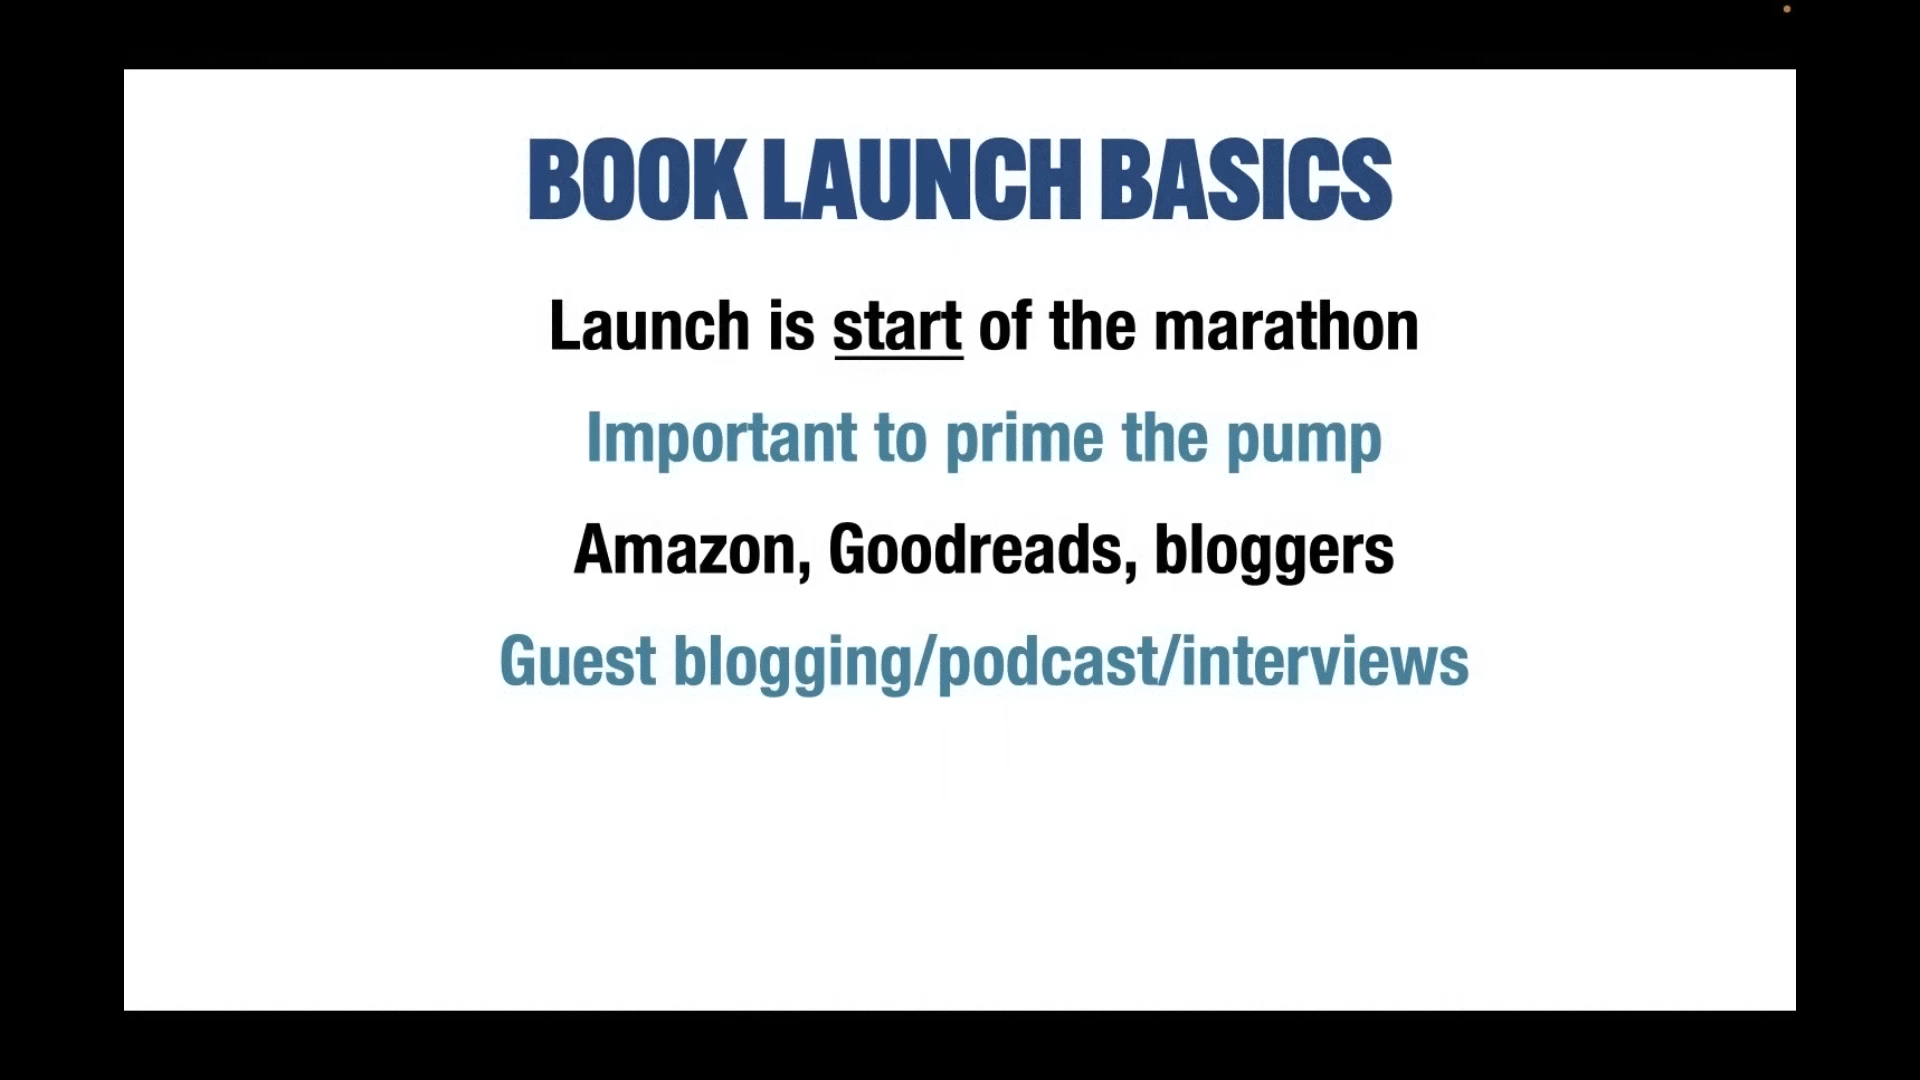 BOOK LAUNCH BASICS
Launch is start of the marathon
Important to prime the pump
Amazon, Goodreads, bloggers
Guest blogging/podcast/interviews